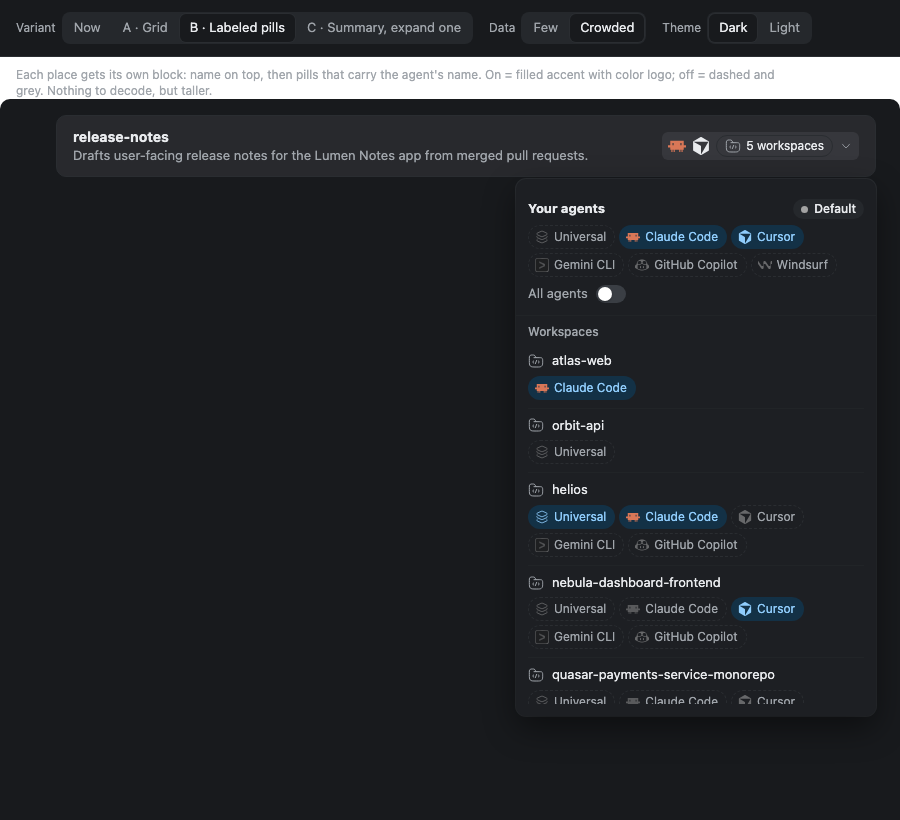 Variant Now A · Grid B · Labeled pills C · Summary, expand one Data Few Crowded Theme Dark Light
Each place gets its own block: name on top, then pills that carry the agent's name. On = filled accent with color logo; off = dashed and
grey. Nothing to decode, but taller.
release-notes
Drafts user-facing release notes for the Lumen Notes app from merged pull requests.
5 workspaces
Your agents Default
Universal Claude Code Cursor
Gemini CLI GitHub Copilot Windsurf
All agents
Workspaces
atlas-web
Claude Code
orbit-api
Universal
helios
Universal Claude Code Cursor
Gemini CLI GitHub Copilot
nebula-dashboard-frontend
Universal Claude Code Cursor
Gemini CLI GitHub Copilot
quasar-payments-service-monorepo
Universal Claude Code Cursor